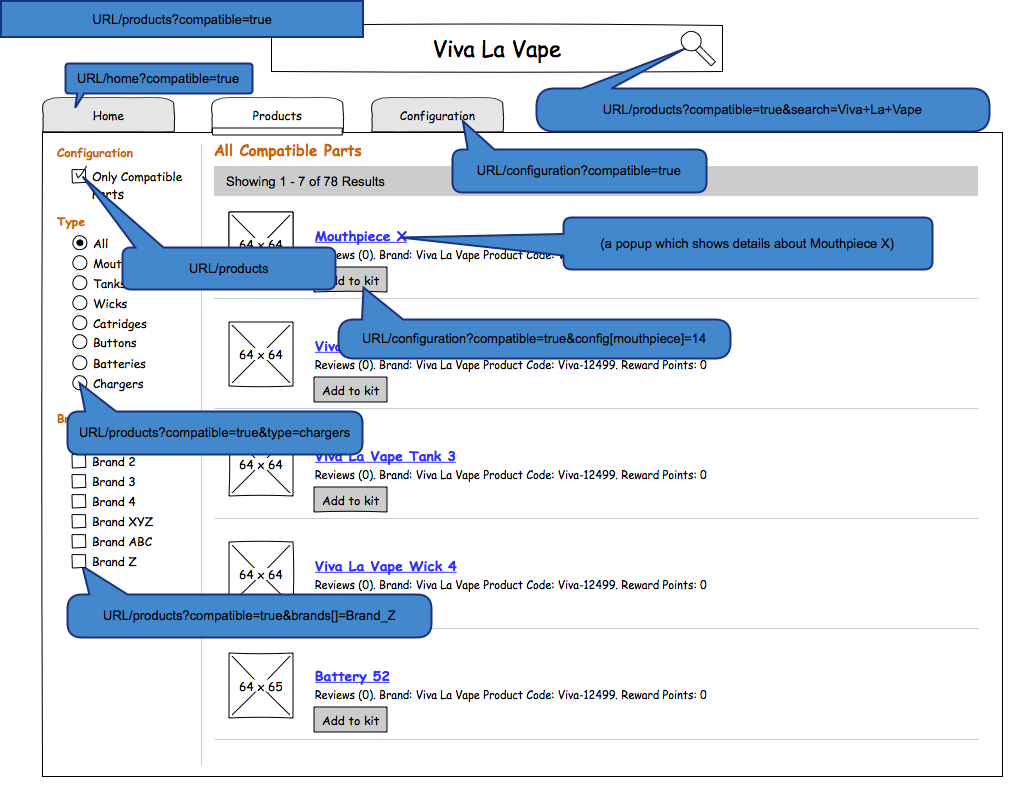 URL/products?compatible=true
Viva La Vape
URL/home?compatible=true
URL/products?compatible=true&search=Viva+La+Vape
Home
Products
Configuration
URL/configuration?compatible=true
Configuration
Only Compatible
Parts
Type
All
Tanks
Wicks
Catridges
Buttons
Batteries
Chargers
URL/products
URL/products?compatible=true&type=chargers
Brand 2
Brand 3
Brand 4
Brand XYZ
Brand ABC
Brand Z
URL/products?compatible=true&brands[]=Brand_Z
All Compatible Parts
Showing 1 - 7 of 78 Results
64 x 64
Mouthpiece X
(a popup which shows details about Mouthpiece X)
(0). Brand: Viva La Vape Product Code:
to kit
URL/configuration?compatible=true&config[mouthpiece]=14
64 x 64
Reviews (0). Brand: Viva La Vape Product Code: Viva-12499. Reward Points: 0
Add to kit
64 x 64
Viva La Vape Tank 3
Reviews (0). Brand: Viva La Vape Product Code: Viva-12499. Reward Points: 0
Add to kit
64 x 64
Viva La Vape Wick 4
Reviews (0). Brand: Viva La Vape Product Code: Viva-12499. Reward Points: 0
64 x 65
Battery 52
Reviews (0). Brand: Viva La Vape Product Code: Viva-12499. Reward Points: 0
Add to kit